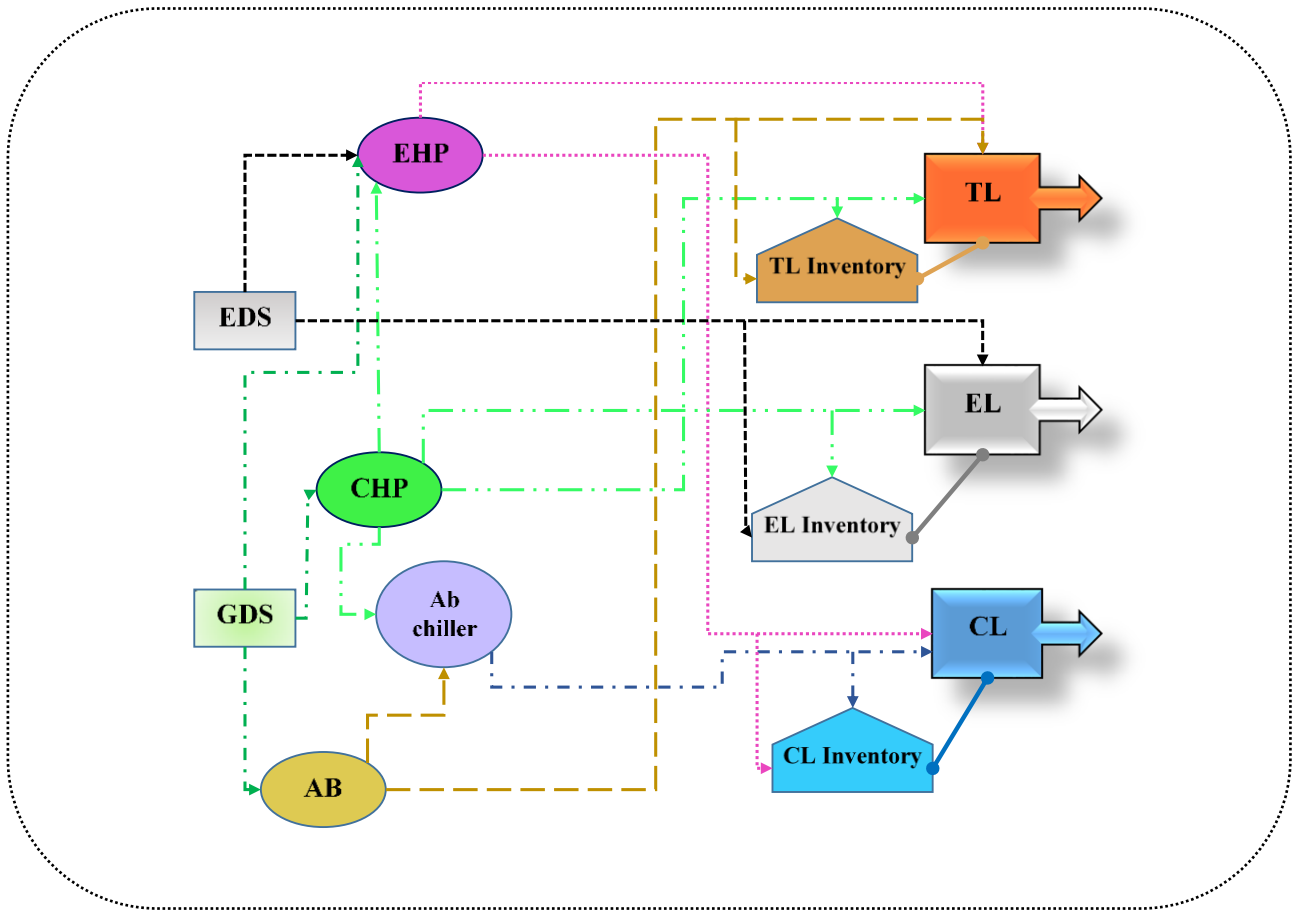 EHP
TL
TL Inventory
EDS
EL
CHP
EL Inventory
Ab
chiller
GDS
CL
CL Inventory
AB